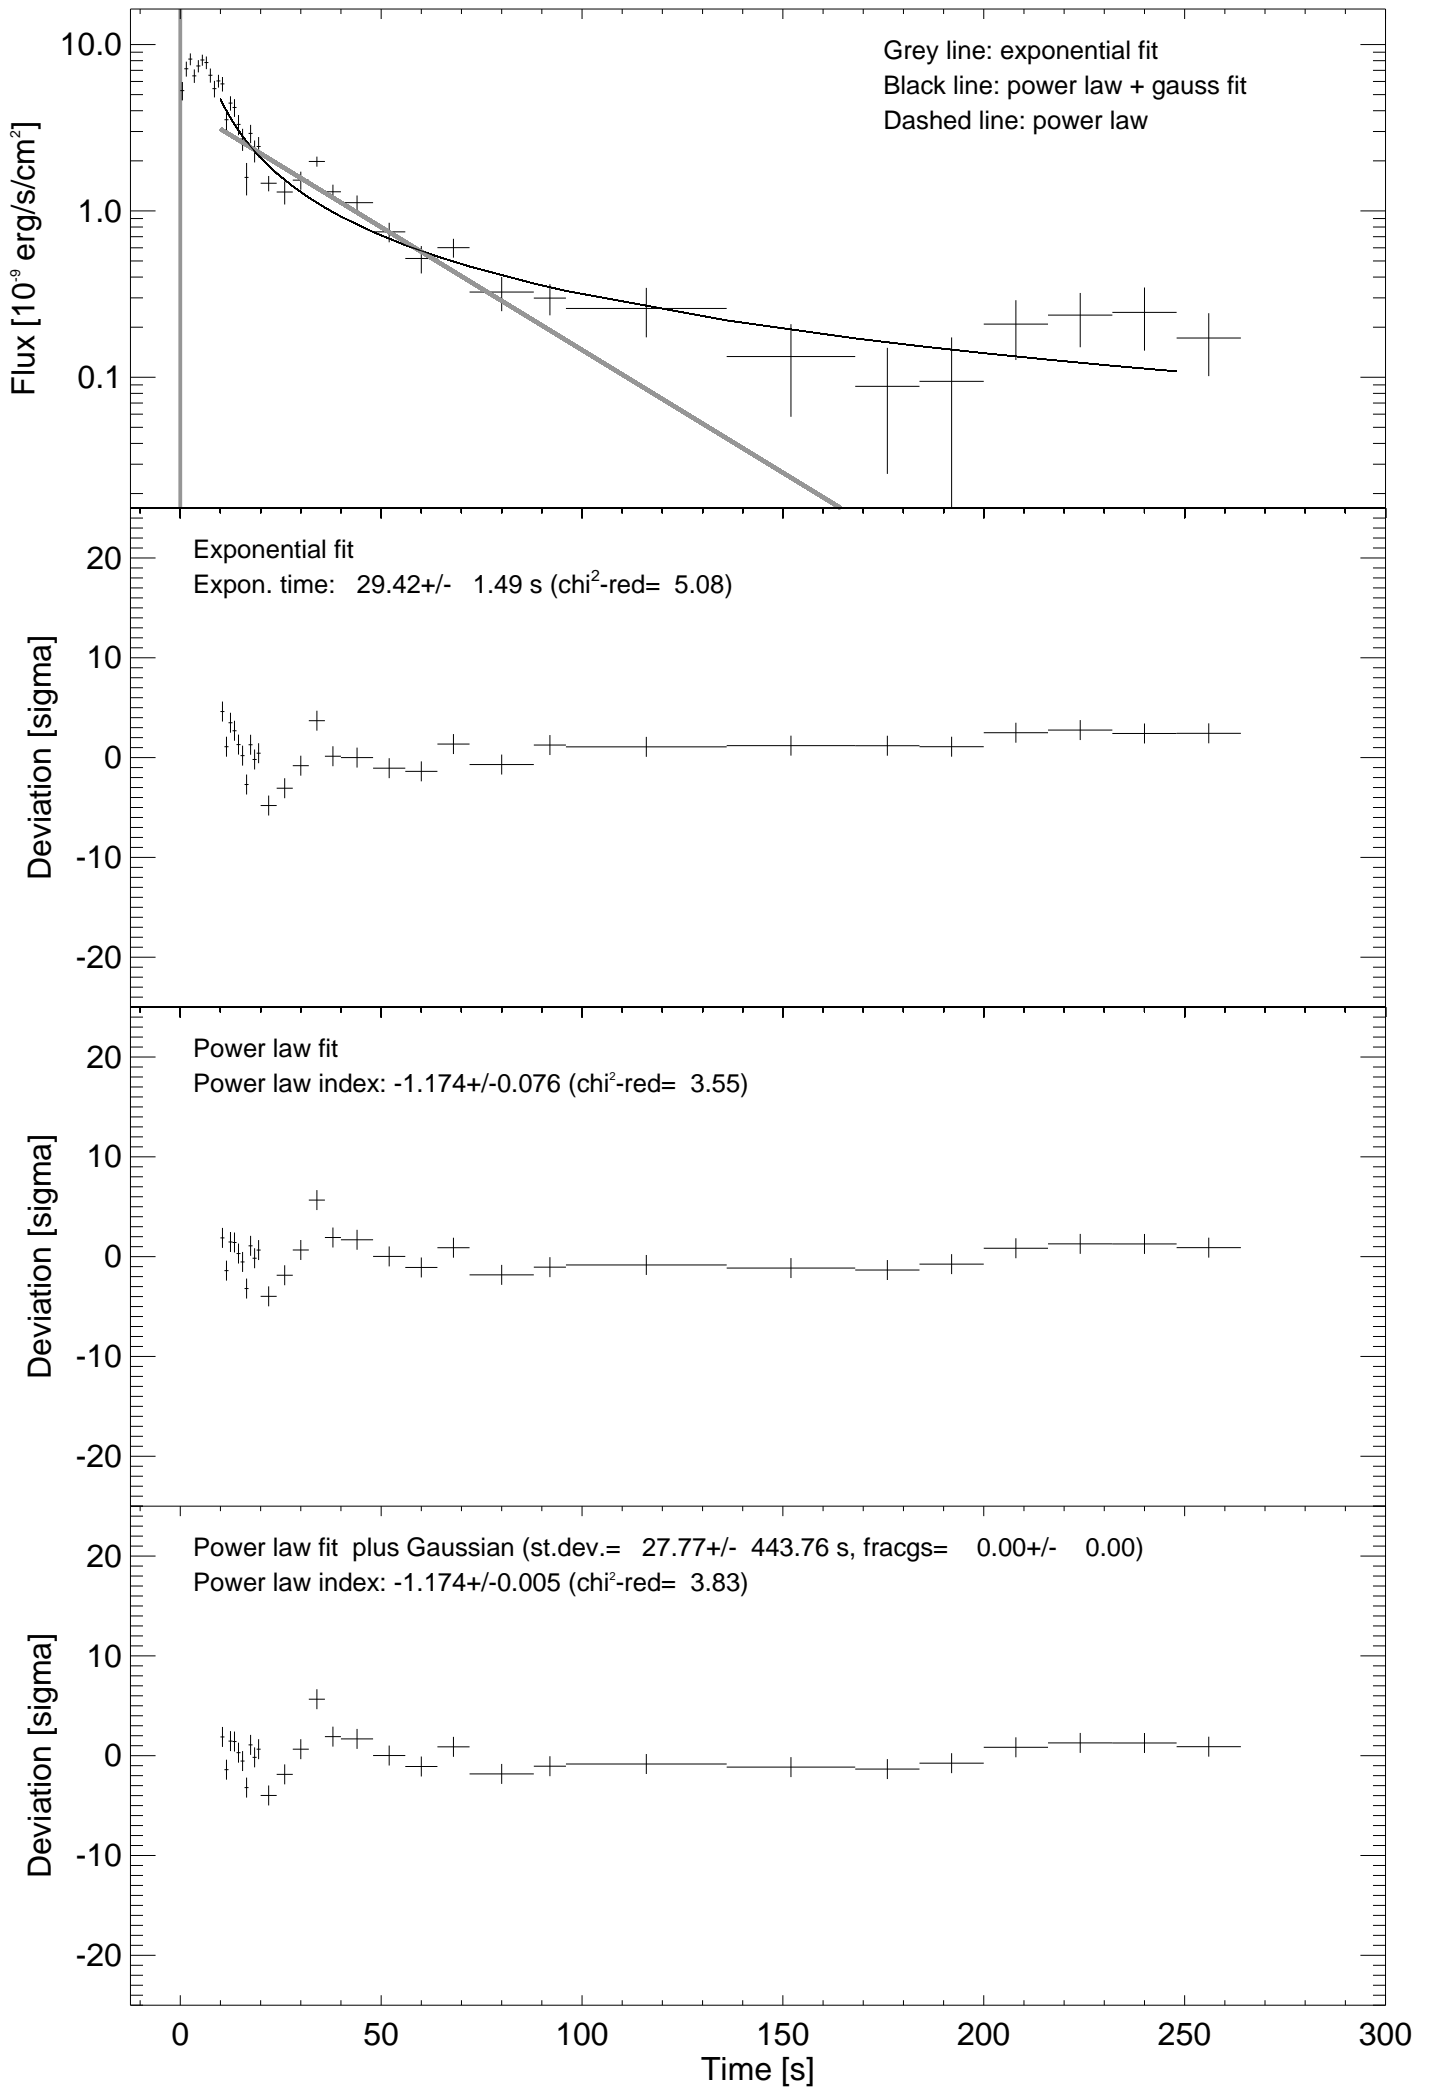 10.0
1.0
0.1
Flux [10⁻⁹ erg/s/cm²]
Grey line: exponential fit
Black line: power law + gauss fit
Dashed line: power law
20
10
0
-10
-20
Deviation [sigma]
Exponential fit
Expon. time: 29.42+/- 1.49 s (chi²-red= 5.08)
20
10
0
-10
-20
Deviation [sigma]
Power law fit
Power law index: -1.174+/-0.076 (chi²-red= 3.55)
20
10
0
-10
-20
Deviation [sigma]
Power law fit plus Gaussian (st.dev.= 27.77+/- 443.76 s, fracgs= 0.00+/- 0.00)
Power law index: -1.174+/-0.005 (chi²-red= 3.83)
0 50 100 150 200 250 300
Time [s]